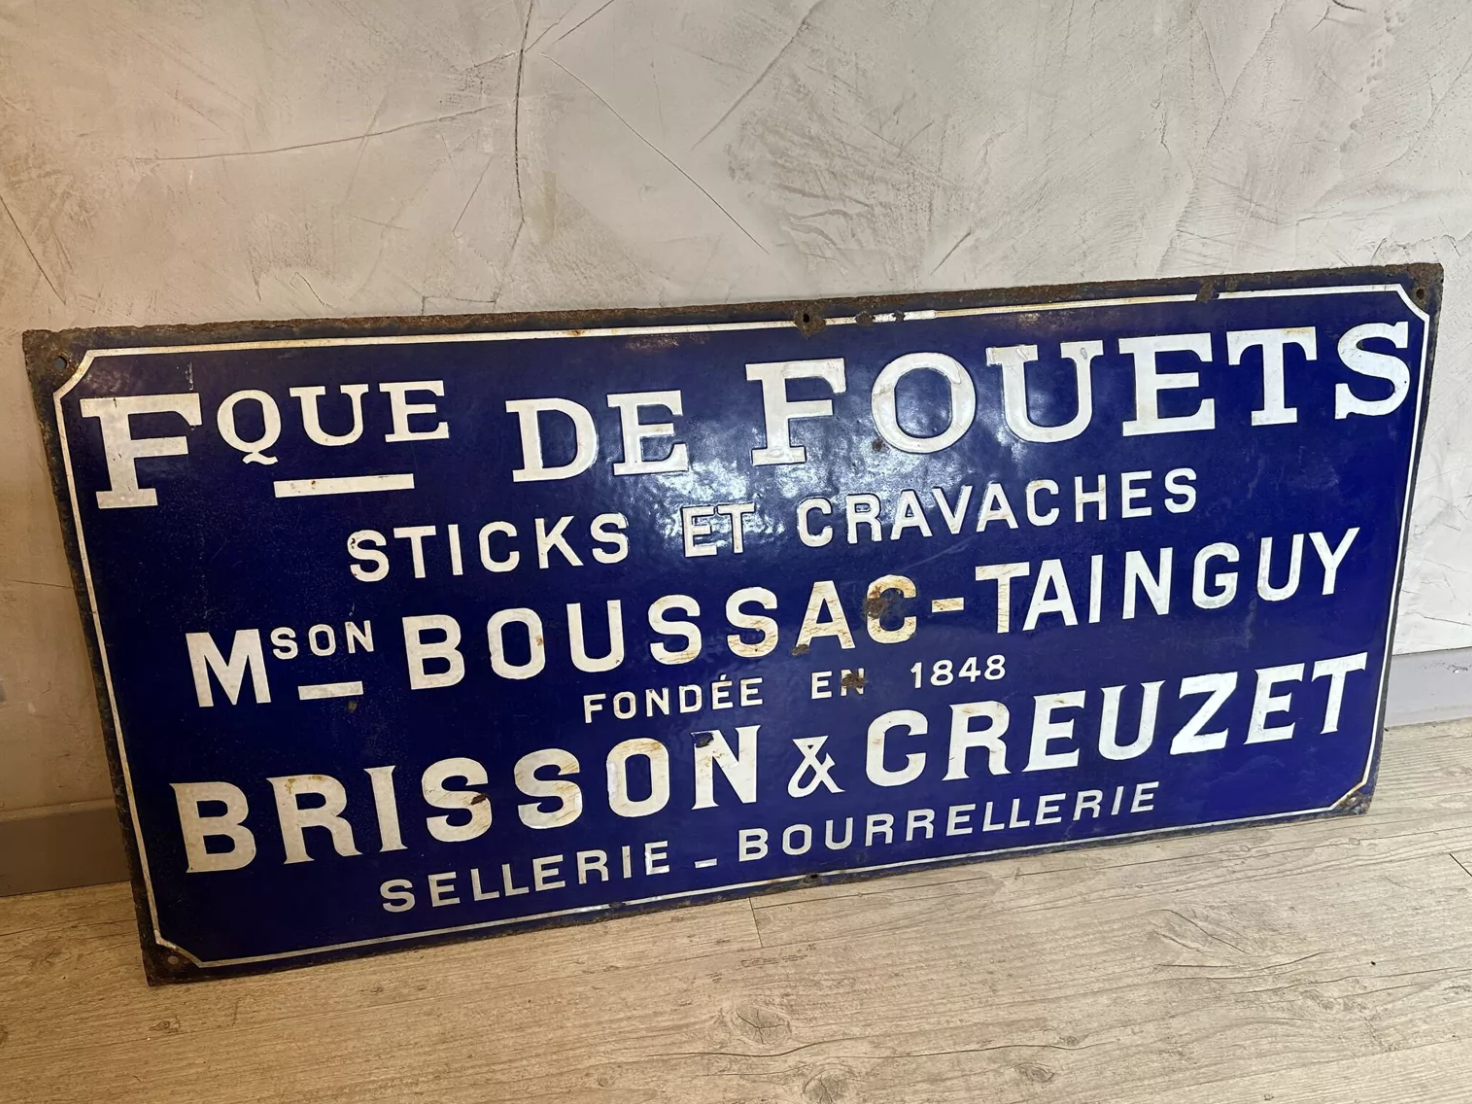 FQUE DE FOUETS
STICKS ET CRAVACHES
MSON BOUSSAC-TAINGUY
FONDÉE EN 1848
BRISSON & CREUZET
SELLERIE - BOURRELLERIE